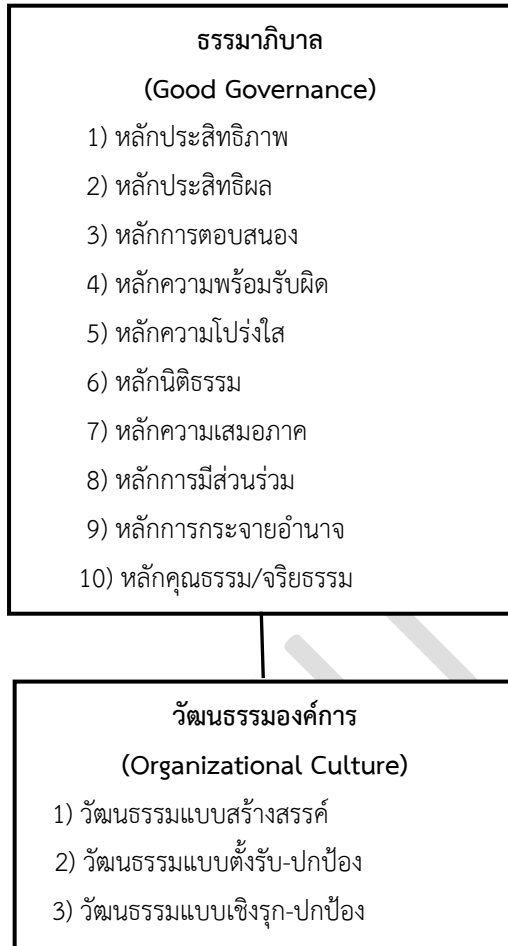 ธรรมาภิบาล
(Good Governance)
1) หลักประสิทธิภาพ
2) หลักประสิทธิผล
3) หลักการตอบสนอง
4) หลักความพร้อมรับผิด
5) หลักความโปร่งใส
6) หลักนิติธรรม
7) หลักความเสมอภาค
8) หลักการมีส่วนร่วม
9) หลักการกระจายอำนาจ
10) หลักคุณธรรม/จริยธรรม
วัฒนธรรมองค์การ
(Organizational Culture)
1) วัฒนธรรมแบบสร้างสรรค์
2) วัฒนธรรมแบบตั้งรับ-ปกป้อง
3) วัฒนธรรมแบบเชิงรุก-ปกป้อง